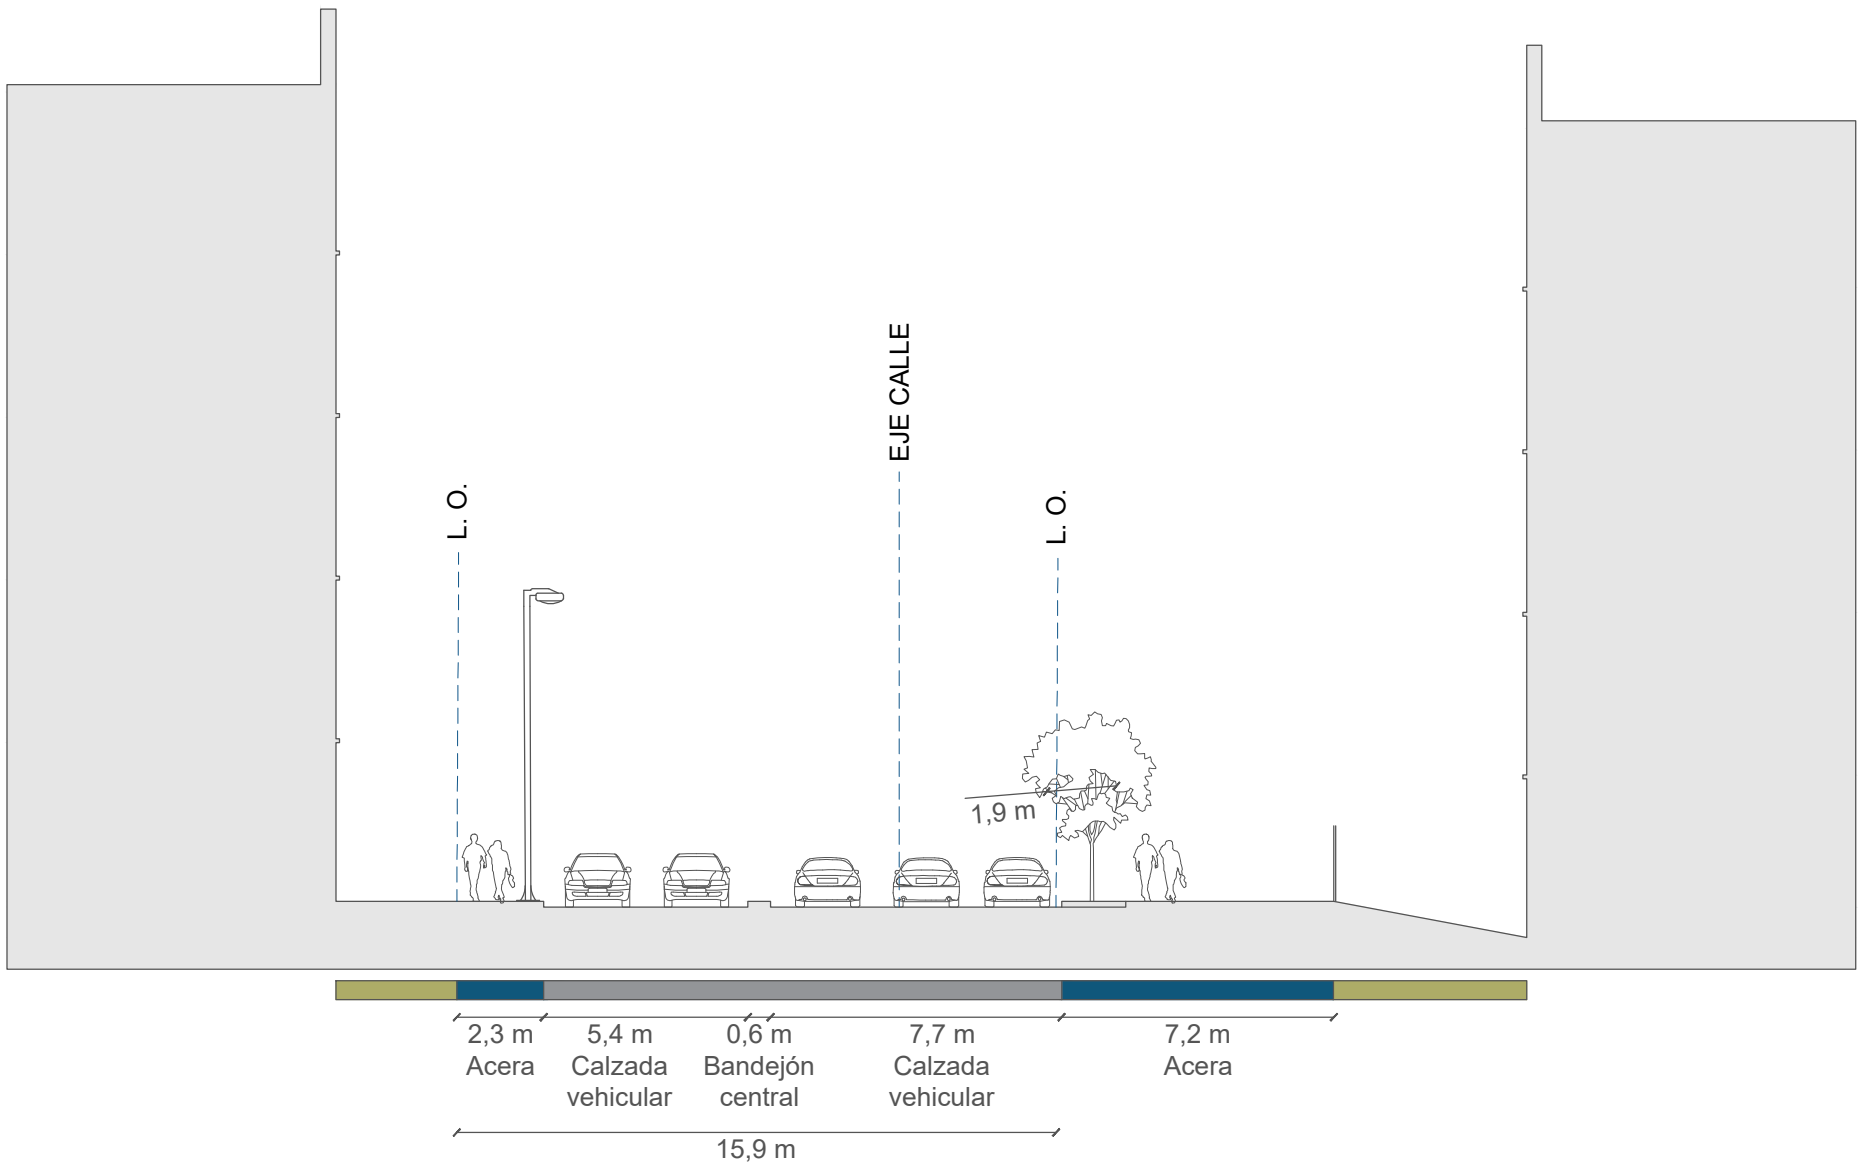 EJE CALLE
L. O.
L. O.
1,9 m
2,3 m
Acera
5,4 m
Calzada
vehicular
0,6 m
Bandejón
central
7,7 m
Calzada
vehicular
7,2 m
Acera
15,9 m